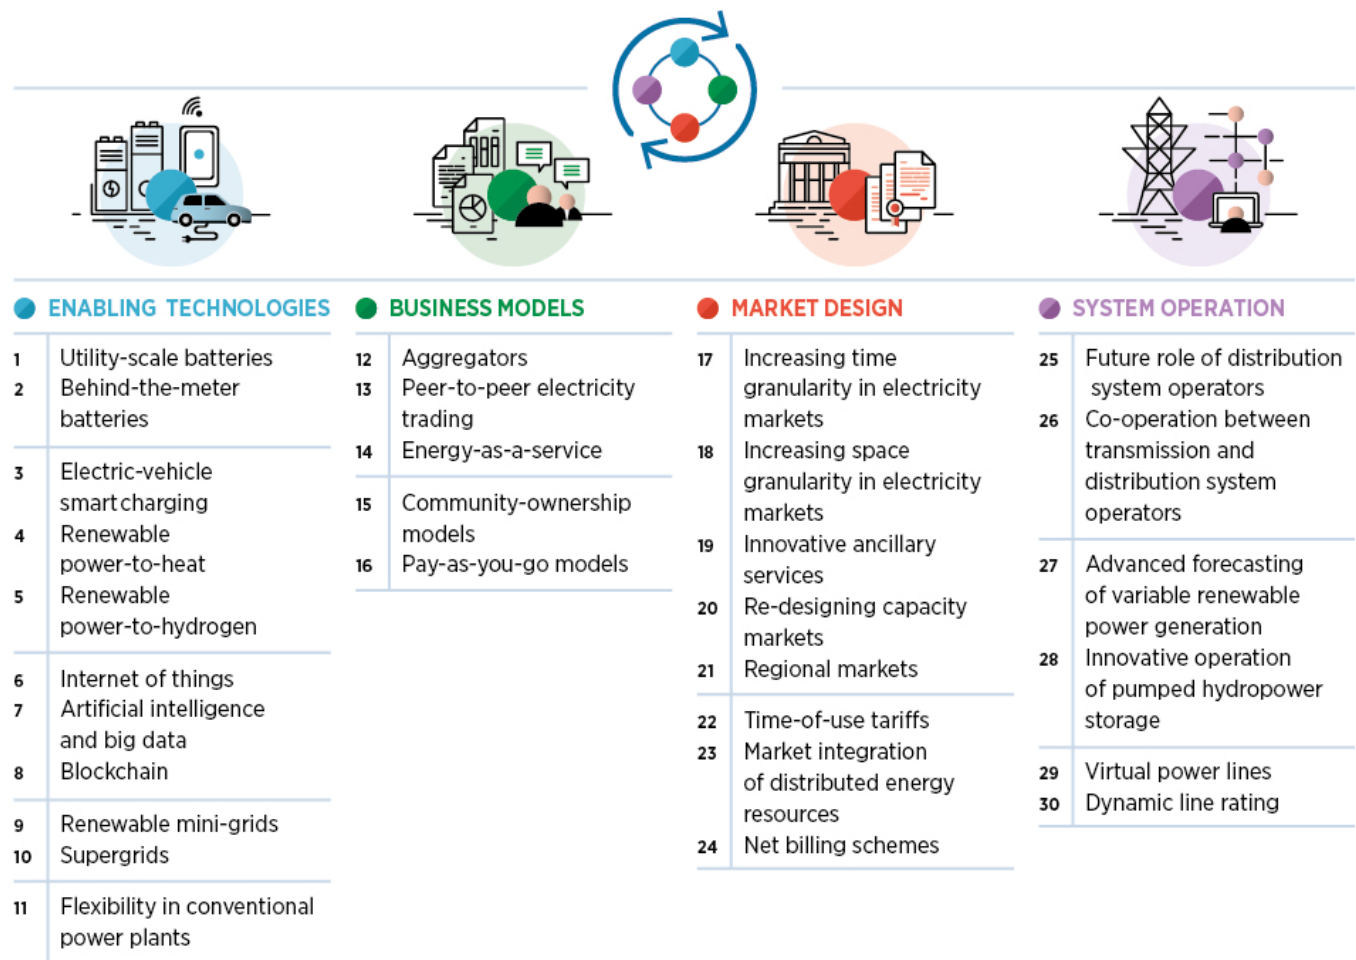 ENABLING TECHNOLOGIES
1 Utility-scale batteries
2 Behind-the-meter
batteries
3 Electric-vehicle
smart charging
4 Renewable
power-to-heat
5 Renewable
power-to-hydrogen
6 Internet of things
7 Artificial intelligence
and big data
8 Blockchain
9 Renewable mini-grids
10 Supergrids
11 Flexibility in conventional
power plants
BUSINESS MODELS
12 Aggregators
13 Peer-to-peer electricity
trading
14 Energy-as-a-service
15 Community-ownership
models
16 Pay-as-you-go models
MARKET DESIGN
17 Increasing time
granularity in electricity
markets
18 Increasing space
granularity in electricity
markets
19 Innovative ancillary
services
20 Re-designing capacity
markets
21 Regional markets
22 Time-of-use tariffs
23 Market integration
of distributed energy
resources
24 Net billing schemes
SYSTEM OPERATION
25 Future role of distribution
system operators
26 Co-operation between
transmission and
distribution system
operators
27 Advanced forecasting
of variable renewable
power generation
28 Innovative operation
of pumped hydropower
storage
29 Virtual power lines
30 Dynamic line rating